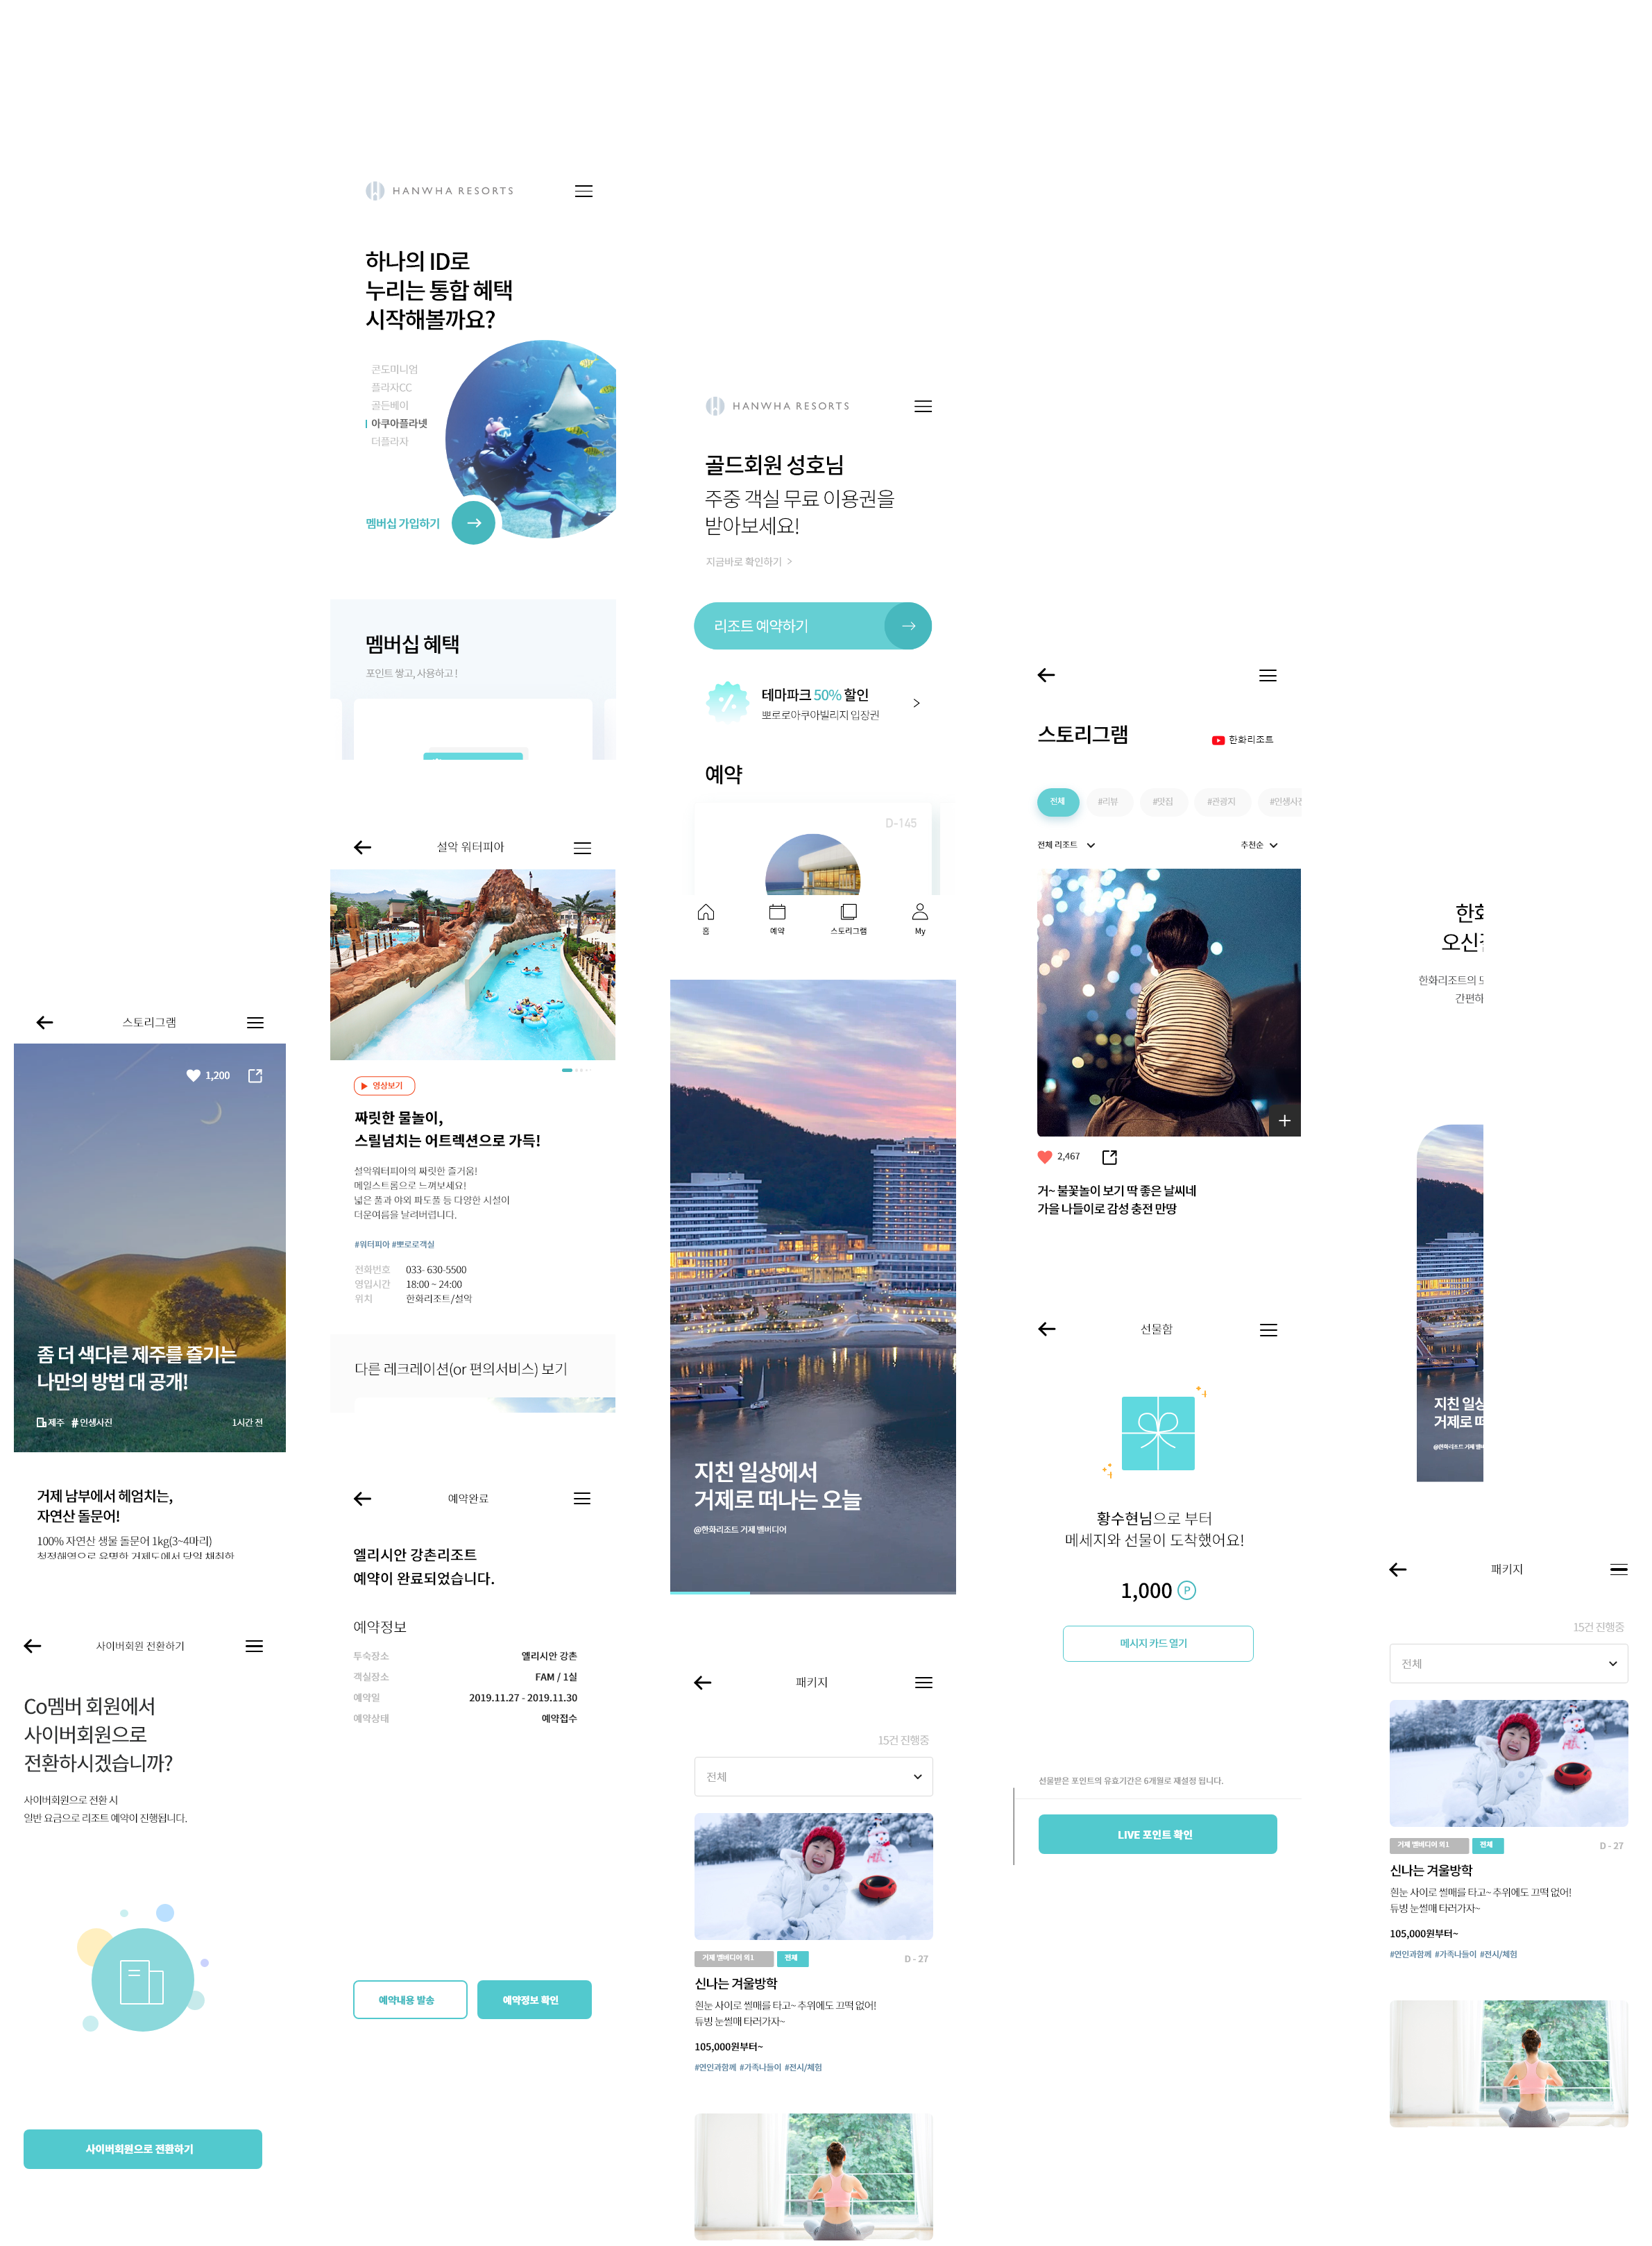 HANWHA RESORTS
하나의 ID로
누리는 통합 혜택
시작해볼까요?
콘도미니엄
플라자CC
골든베이
아쿠아플라넷
더플라자
멤버십 가입하기
멤버십 혜택
포인트 쌓고, 사용하고 !
설악 워터피아
영상보기
짜릿한 물놀이,
스릴넘치는 어트렉션으로 가득!
설악워터피아의 짜릿한 즐거움!
메일스트롬으로 느껴보세요!
넓은 풀과 야외 파도풀 등 다양한 시설이
더운여름을 날려버립니다.
#워터피아 #뽀로로객실
전화번호 033- 630-5500
영입시간 18:00 ~ 24:00
위치 한화리조트/설악
다른 레크레이션(or 편의서비스) 보기
예약완료
엘리시안 강촌리조트
예약이 완료되었습니다.
예약정보
투숙장소 엘리시안 강촌
객실장소 FAM / 1실
예약일 2019.11.27 - 2019.11.30
예약상태 예약접수
예약내용 발송
예약정보 확인
스토리그램
1,200
좀 더 색다른 제주를 즐기는
나만의 방법 대 공개!
제주 # 인생사진 1시간 전
거제 남부에서 헤엄치는,
자연산 돌문어!
100% 자연산 생물 돌문어 1kg(3~4마리)
사이버회원 전환하기
Co멤버 회원에서
사이버회원으로
전환하시겠습니까?
사이버회원으로 전환 시
일반 요금으로 리조트 예약이 진행됩니다.
사이버회원으로 전환하기
HANWHA RESORTS
골드회원 성호님
주중 객실 무료 이용권을
받아보세요!
지금바로 확인하기 >
리조트 예약하기
테마파크 50% 할인
뽀로로아쿠아빌리지 입장권
예약
D-145
홈 예약 스토리그램 My
지친 일상에서
거제로 떠나는 오늘
@한화리조트 거제 벨버디어
패키지
15건 진행중
전체
거제 벨버디어 외1 전체 D - 27
신나는 겨울방학
흰눈 사이로 썰매를 타고~ 추위에도 끄떡 없어!
튜빙 눈썰매 타러가자~
105,000원부터~
#연인과함께 #가족나들이 #전시/체험
스토리그램
한화리조트
전체 #리뷰 #맛집 #관광지 #인생사진
전체 리조트 추천순
2,467
거~ 불꽃놀이 보기 딱 좋은 날씨네
가을 나들이로 감성 충전 만땅
선물함
황수현님으로 부터
메세지와 선물이 도착했어요!
1,000 P
메시지 카드 열기
선물받은 포인트의 유효기간은 6개월로 재설정 됩니다.
LIVE 포인트 확인
한화
오신걸
한화리조트의 모
간편하
지친 일상
거제로 떠
@한화리조트 거제 벨버
패키지
15건 진행중
전체
거제 벨버디어 외1 전체 D - 27
신나는 겨울방학
흰눈 사이로 썰매를 타고~ 추위에도 끄떡 없어!
튜빙 눈썰매 타러가자~
105,000원부터~
#연인과함께 #가족나들이 #전시/체험